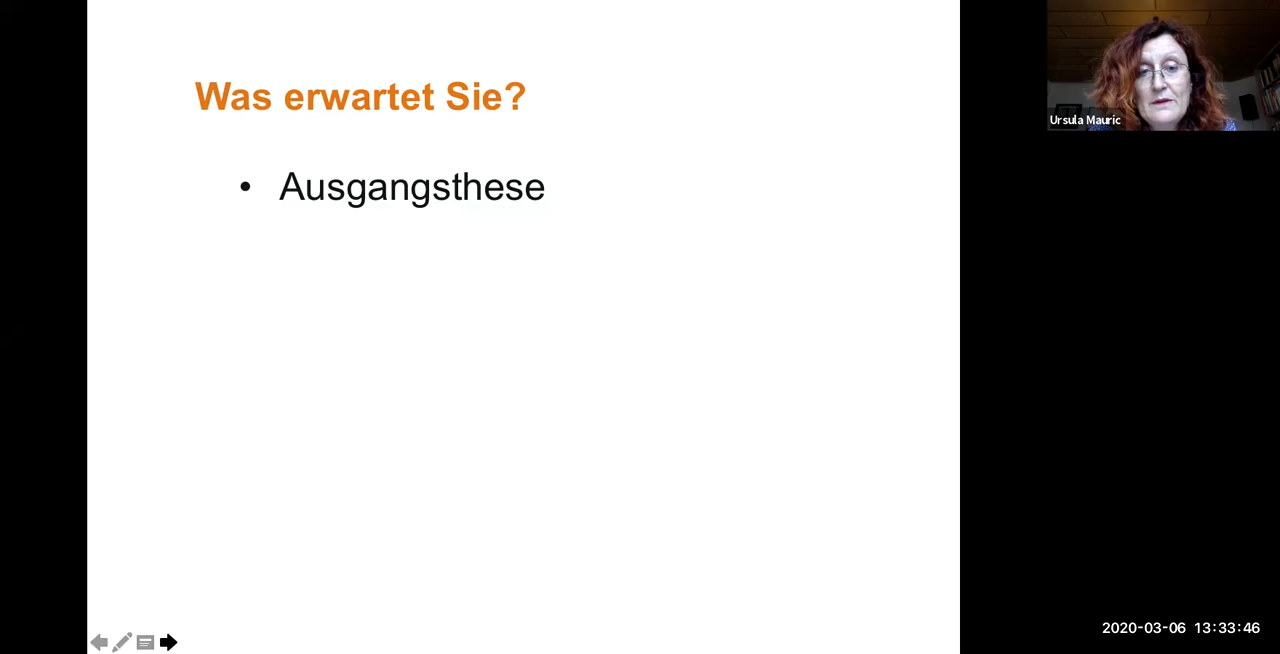 Was erwartet Sie?
• Ausgangsthese
Ursula Mauric
2020-03-06 13:33:46